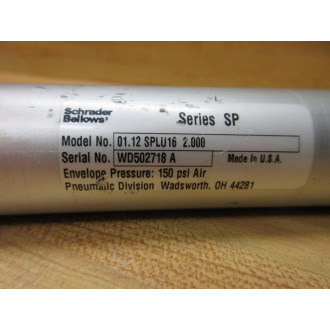 Schrader
Bellows
Series SP
Model No. 01.12 SPLU16 2.000
Serial No. WD502718 A
Made In U.S.A.
Envelope Pressure: 150 psi Air
Pneumatic Division Wadsworth, OH 44281